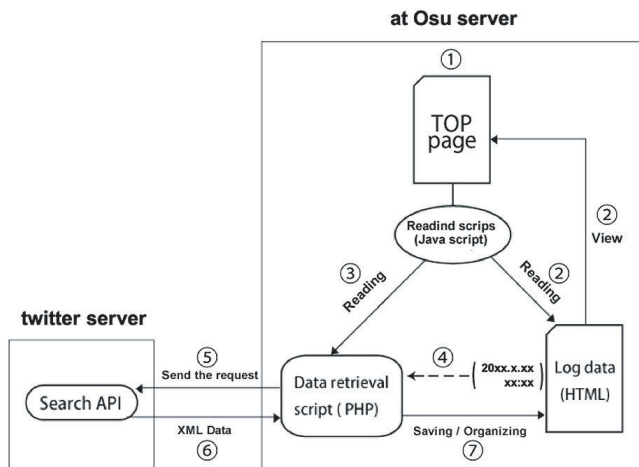 at Osu server
①
TOP
page
②
View
Readind scrips
(Java script)
③
Reading
②
Reading
twitter server
⑤
Send the request
④
20xx.x.xx
xx:xx
Log data
(HTML)
Search API
Data retrieval
script ( PHP)
XML Data
⑥
Saving / Organizing
⑦